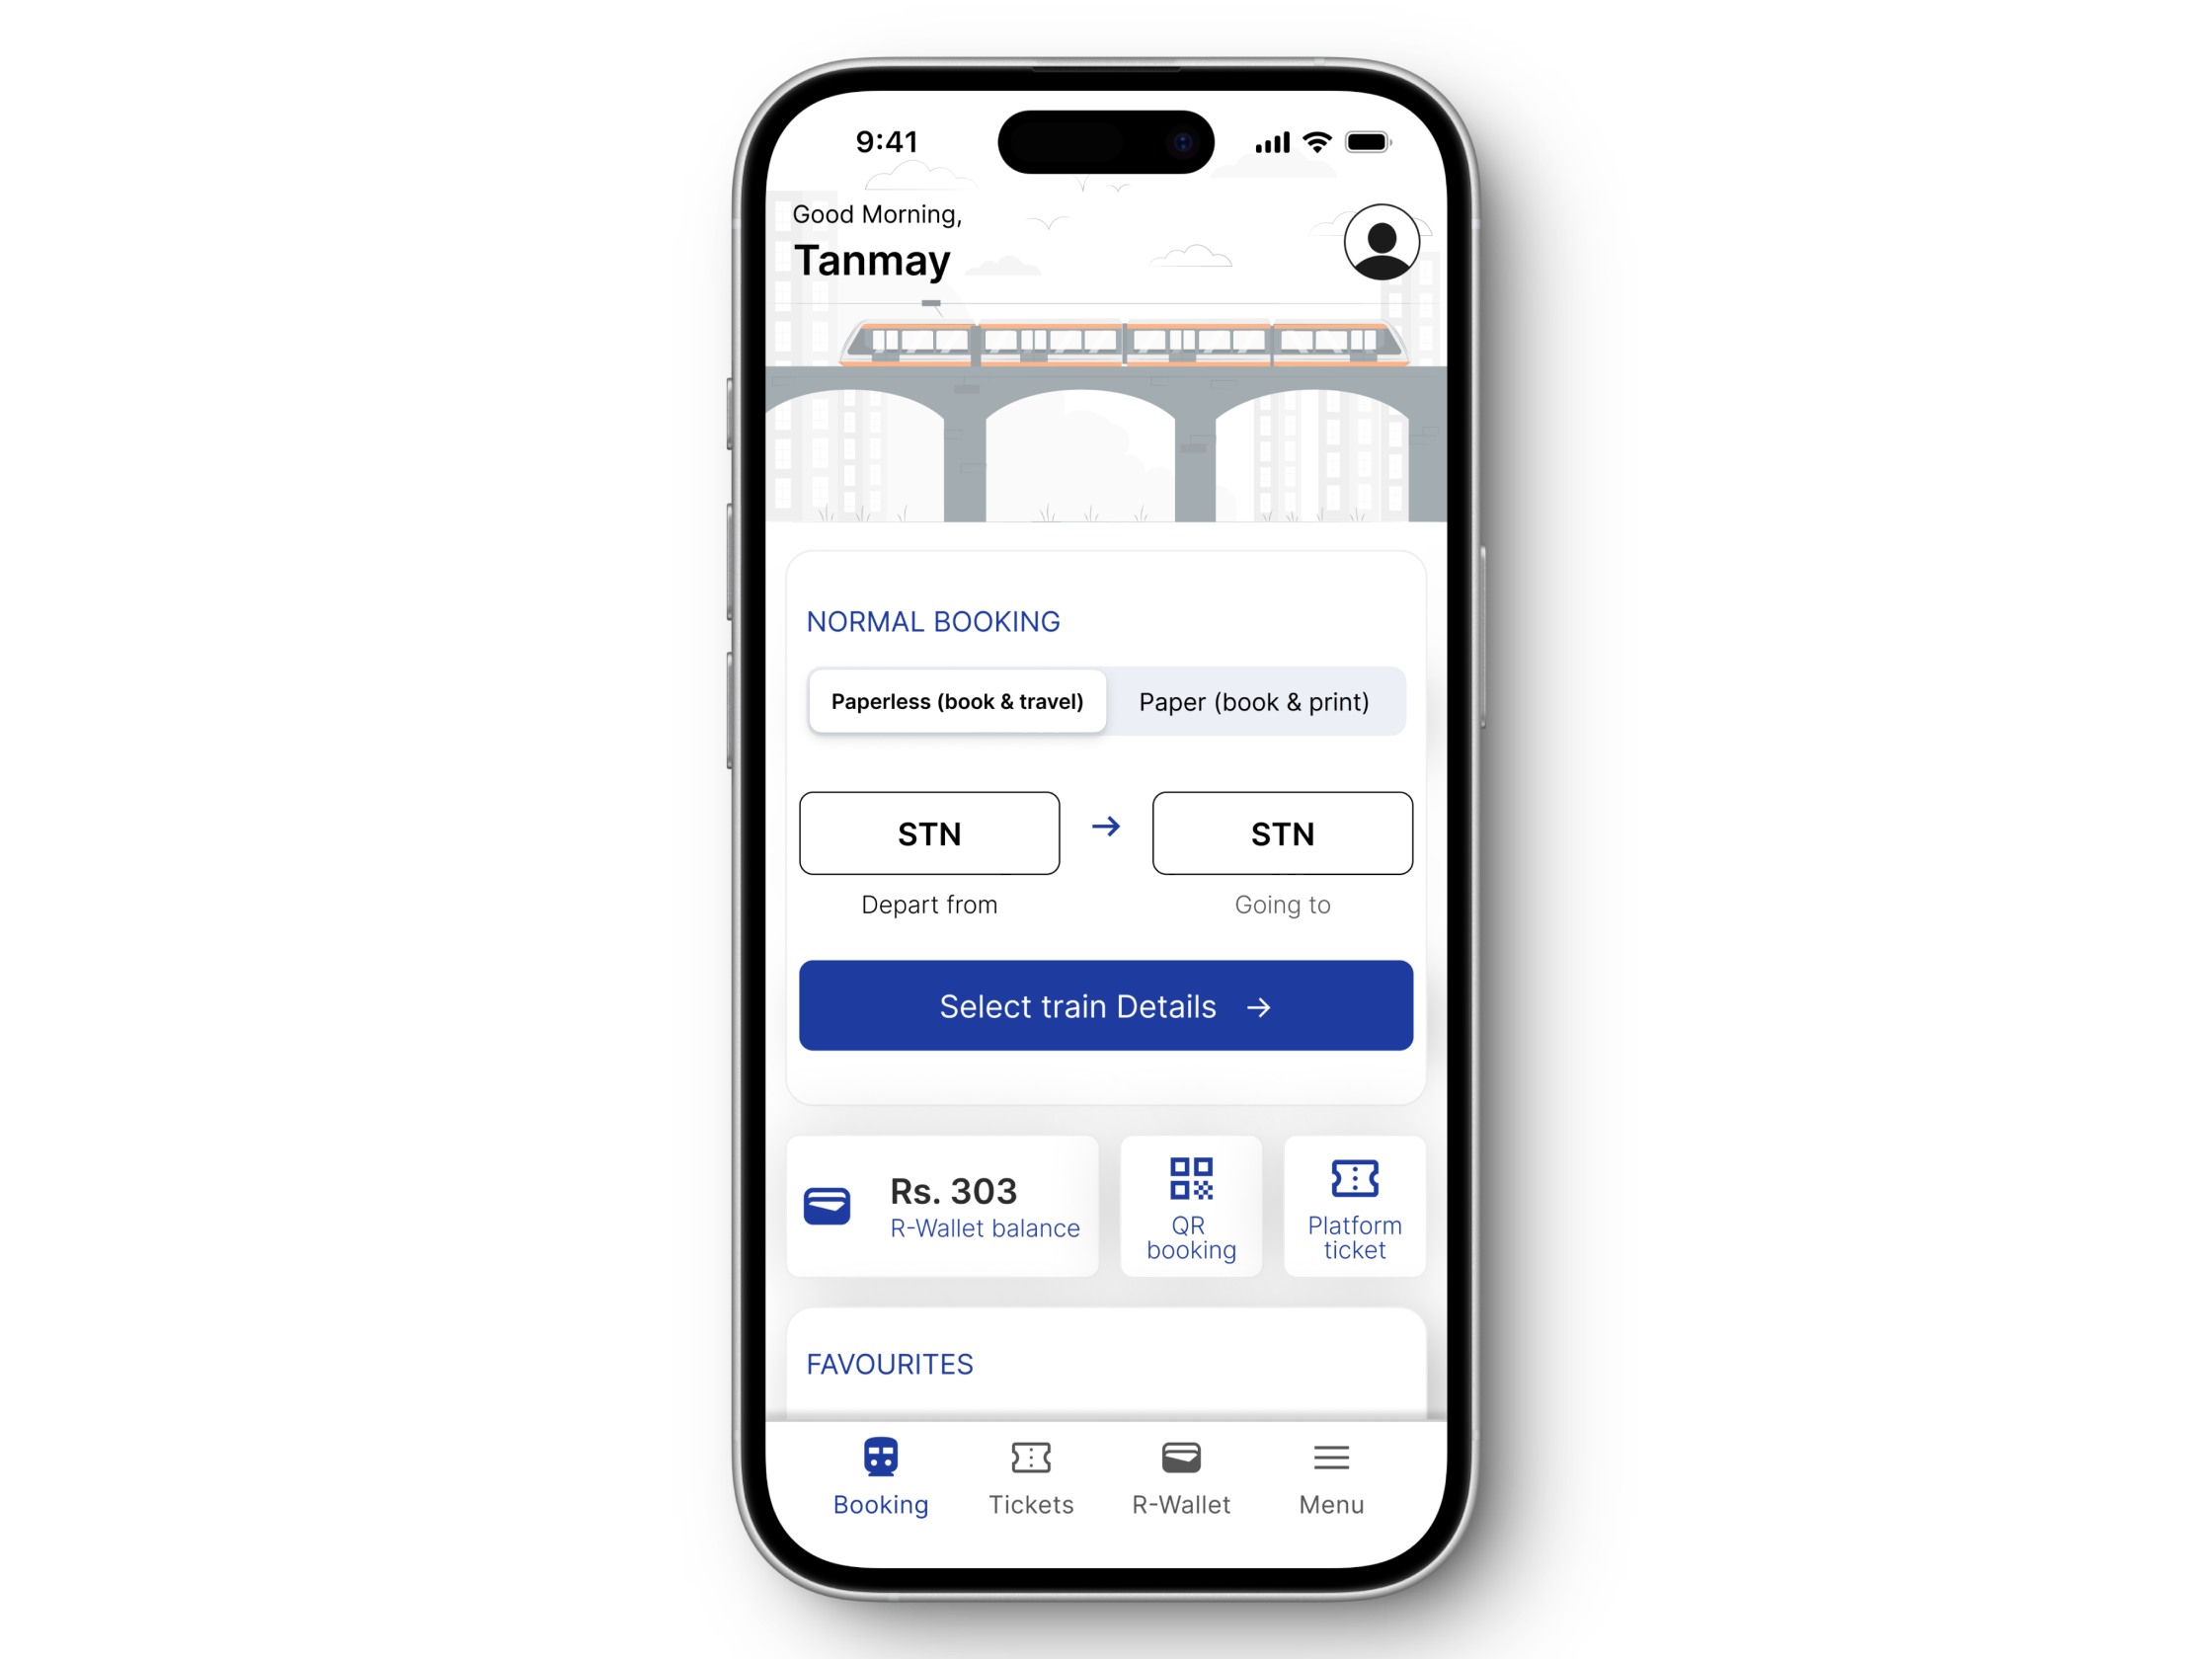 9:41
Good Morning,
Tanmay
NORMAL BOOKING
Paperless (book & travel)
Paper (book & print)
STN
→
STN
Depart from
Going to
Select train Details →
Rs. 303
R-Wallet balance
QR
booking
Platform
ticket
FAVOURITES
Booking
Tickets
R-Wallet
Menu